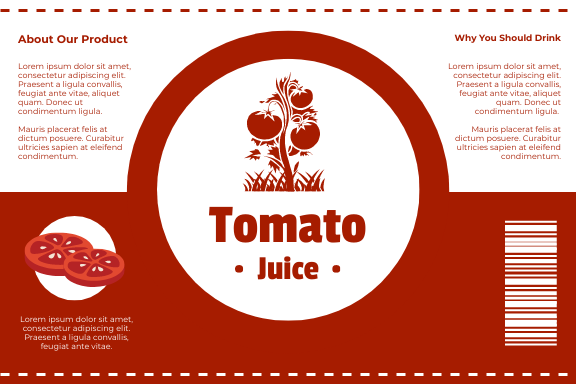 About Our Product
Lorem ipsum dolor sit amet,
consectetur adipiscing elit.
Praesent a ligula convallis,
feugiat ante vitae, aliquet
quam. Donec ut
condimentum ligula.
Mauris placerat felis at
dictum posuere. Curabitur
ultricies sapien at eleifend
condimentum.
Lorem ipsum dolor sit amet,
consectetur adipiscing elit.
Praesent a ligula convallis,
feugiat ante vitae.
Tomato
• Juice •
Why You Should Drink
Lorem ipsum dolor sit amet,
consectetur adipiscing elit.
Praesent a ligula convallis,
feugiat ante vitae, aliquet
quam. Donec ut
condimentum ligula.
Mauris placerat felis at
dictum posuere. Curabitur
ultricies sapien at eleifend
condimentum.